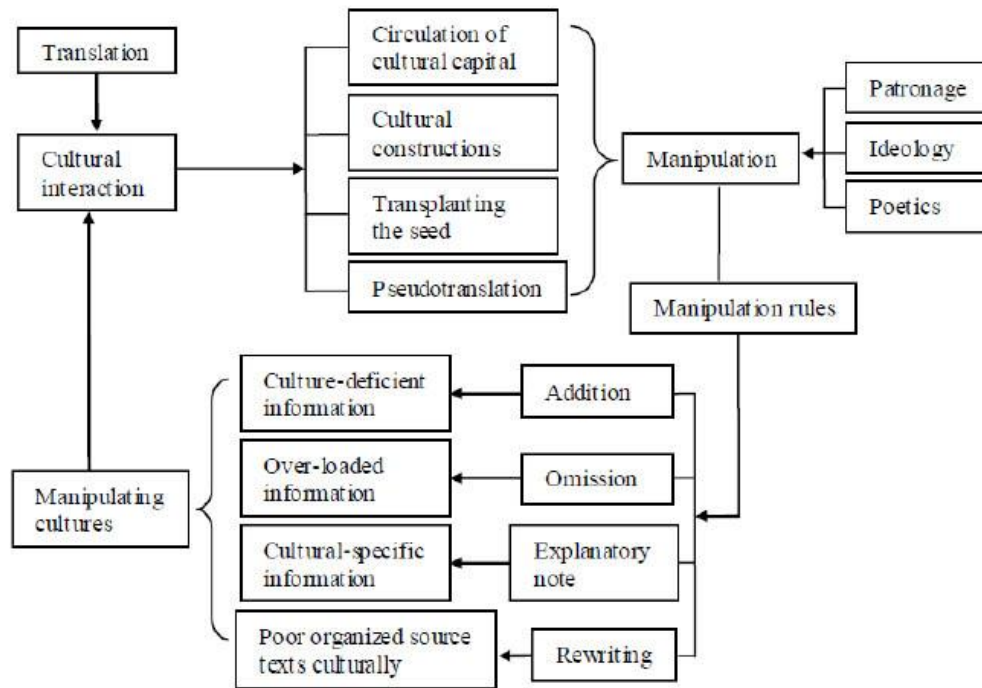 Translation
Cultural
interaction
Circulation of
cultural capital
Cultural
constructions
Transplanting
the seed
Pseudotranslation
Manipulation
Patronage
Ideology
Poetics
Manipulation rules
Addition
Omission
Explanatory
note
Rewriting
Culture-deficient
information
Over-loaded
information
Cultural-specific
information
Poor organized source
texts culturally
Manipulating
cultures